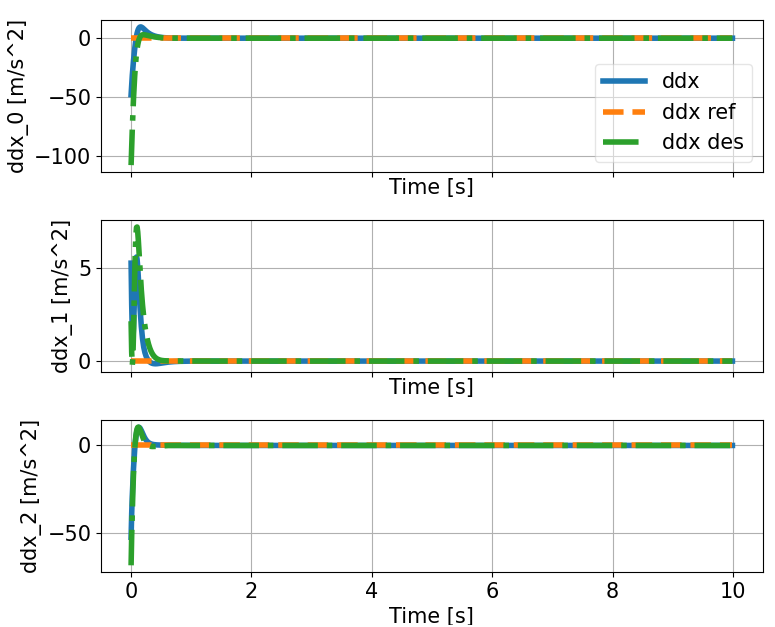 ddx_0 [m/s^2]
0
−50
−100
ddx
ddx ref
ddx des
Time [s]
ddx_1 [m/s^2]
5
0
Time [s]
ddx_2 [m/s^2]
0
−50
0 2 4 6 8 10
Time [s]